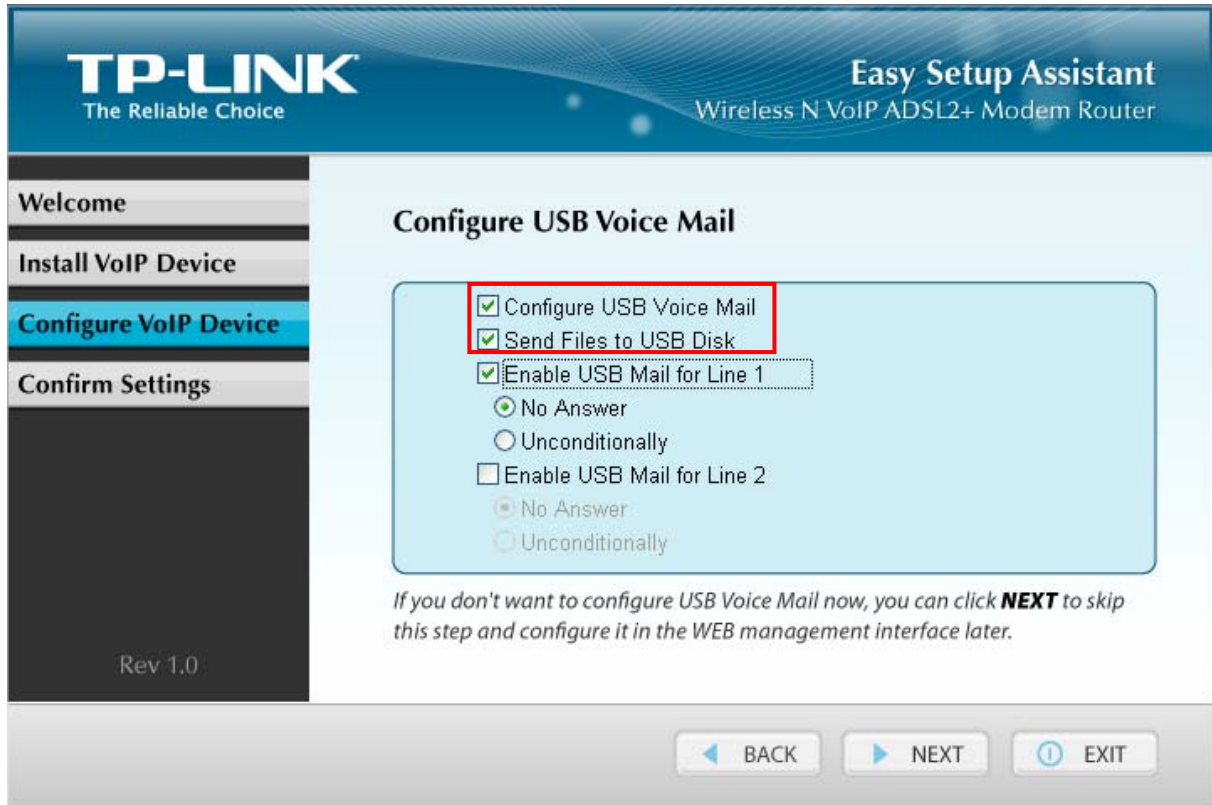 TP-LINK
The Reliable Choice
Easy Setup Assistant
Wireless N VoIP ADSL2+ Modem Router
Welcome
Install VoIP Device
Configure VoIP Device
Confirm Settings
Rev 1.0
Configure USB Voice Mail
Configure USB Voice Mail
Send Files to USB Disk
Enable USB Mail for Line 1
No Answer
Unconditionally
Enable USB Mail for Line 2
No Answer
Unconditionally
If you don't want to configure USB Voice Mail now, you can click NEXT to skip
this step and configure it in the WEB management interface later.
BACK
NEXT
EXIT